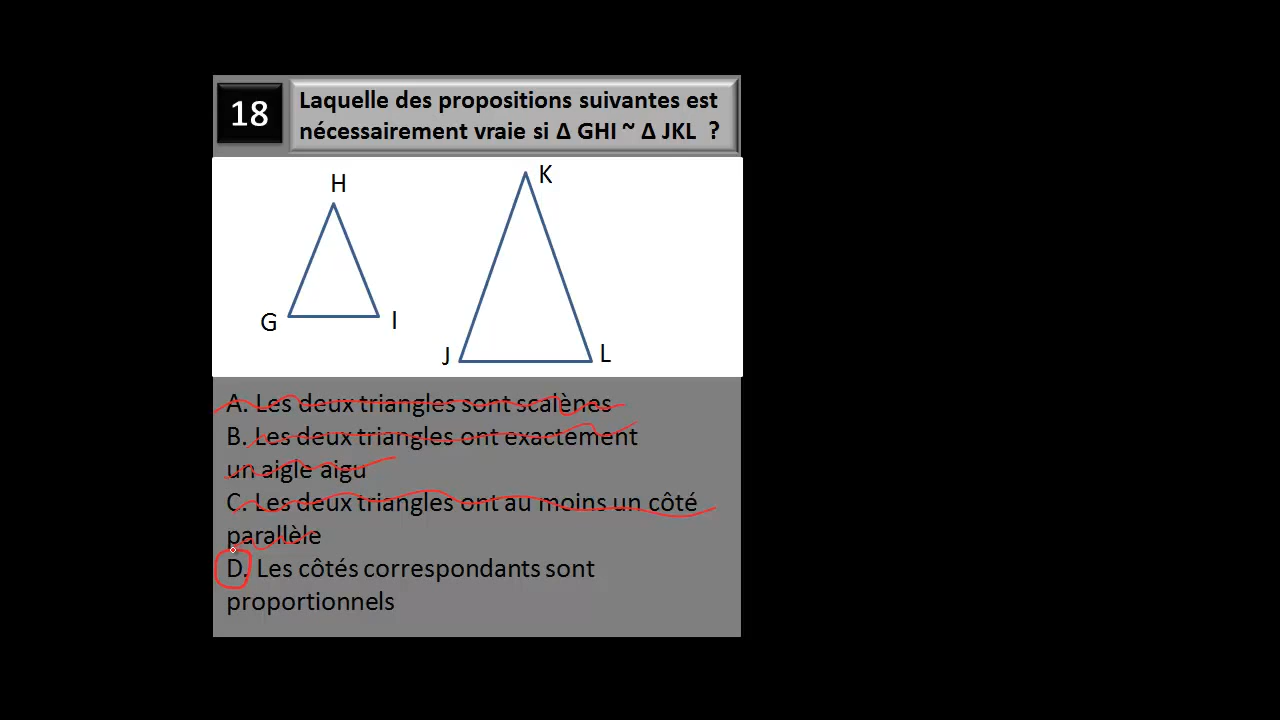 18
Laquelle des propositions suivantes est
nécessairement vraie si Δ GHI ~ Δ JKL ?
H
K
G
I
J
L
A. Les deux triangles sont scalènes
B. Les deux triangles ont exactement
un aigle aigu
C. Les deux triangles ont au moins un côté
parallèle
D. Les côtés correspondants sont
proportionnels